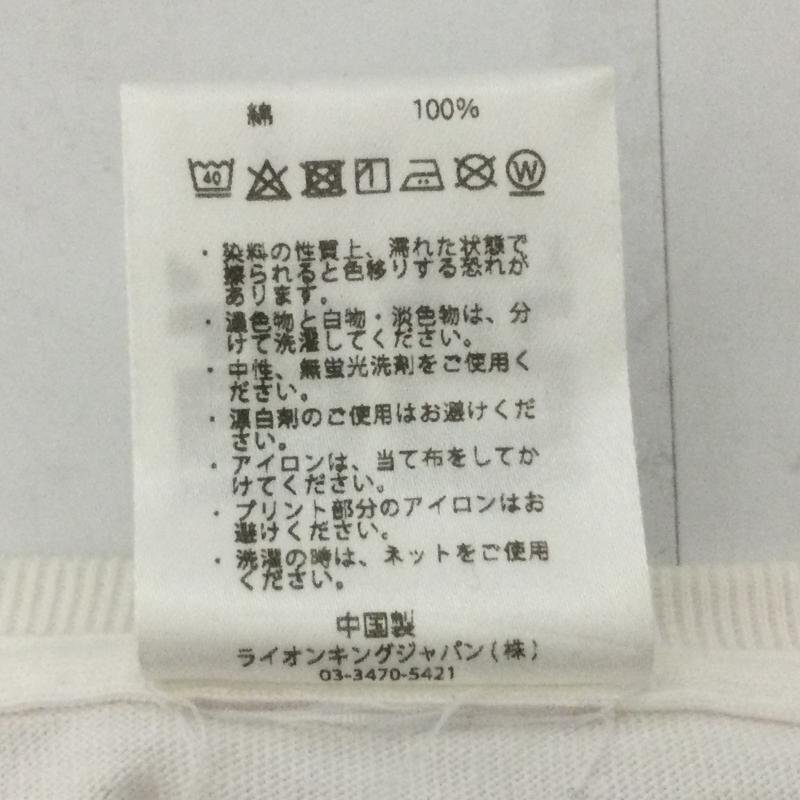 綿 100%
40 W
・染料の性質上、濡れた状態で
擦られると色移りする恐れが
あります。
・濃色物と白物・淡色物は、分
けて洗濯してください。
・中性、無蛍光洗剤をご使用く
ださい。
・漂白剤のご使用はお避けくだ
さい。
・アイロンは、当て布をしてか
けてください。
・プリント部分のアイロンはお
避けください。
・洗濯の時は、ネットをご使用
ください。
中国製
ライオンキングジャパン(株)
03-3470-5421